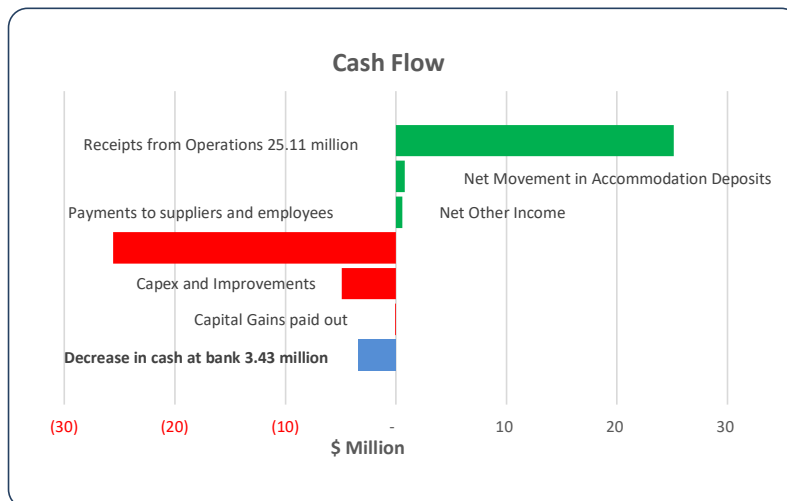 Cash Flow
Receipts from Operations 25.11 million
Net Movement in Accommodation Deposits
Payments to suppliers and employees
Net Other Income
Capex and Improvements
Capital Gains paid out
Decrease in cash at bank 3.43 million
(30) (20) (10) - 10 20 30
$ Million